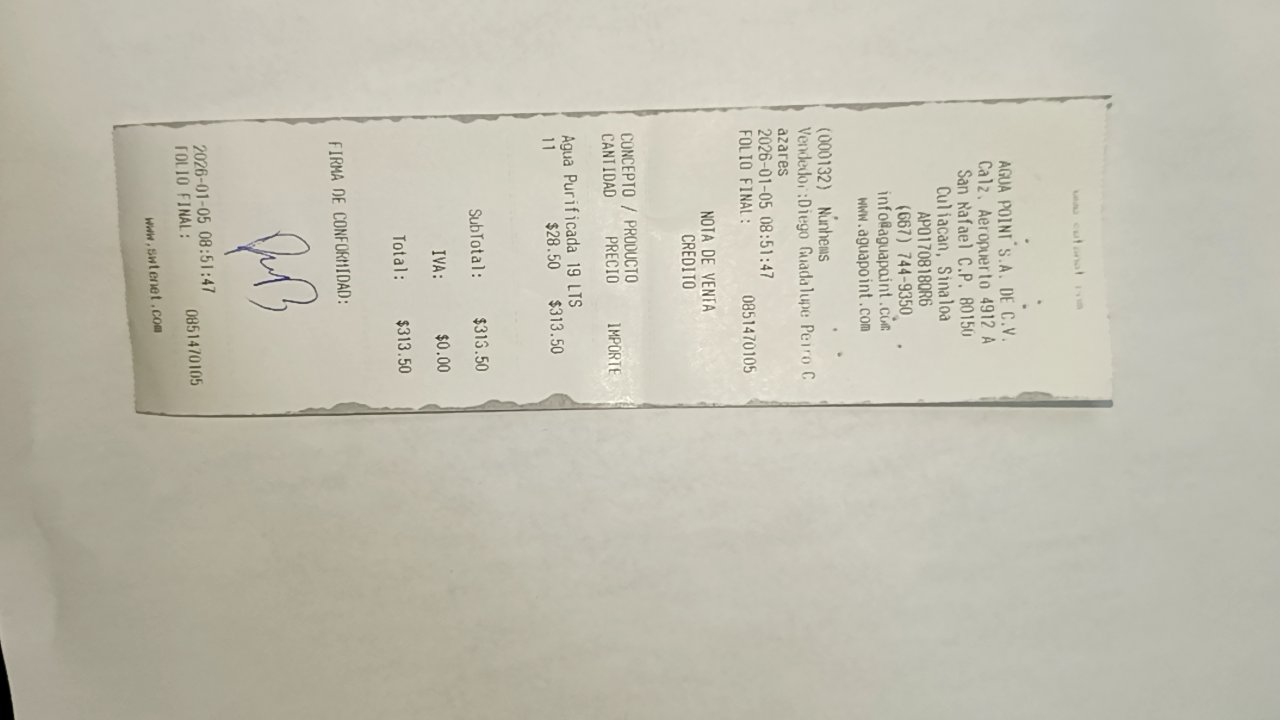 AGUA POINT S.A. DE C.V.
Calz. Aeropuerto 4912 A
San Rafael C.P. 80150
Culiacan, Sinaloa
APO170818QR6
(667) 744-9350
info@aguapoint.com
www.aguapoint.com
(000132) Nunhems
Vendedor:Diego Guadalupe Peiro C
azares
2026-01-05 08:51:47
FOLIO FINAL: 0851470105
NOTA DE VENTA
CREDITO
CONCEPTO / PRODUCTO
CANTIDAD PRECIO IMPORTE
Agua Purificada 19 LTS
11 $28.50 $313.50
SubTotal: $313.50
IVA: $0.00
Total: $313.50
FIRMA DE CONFORMIDAD:
2026-01-05 08:51:47
FOLIO FINAL: 0851470105
www.swtenet.com